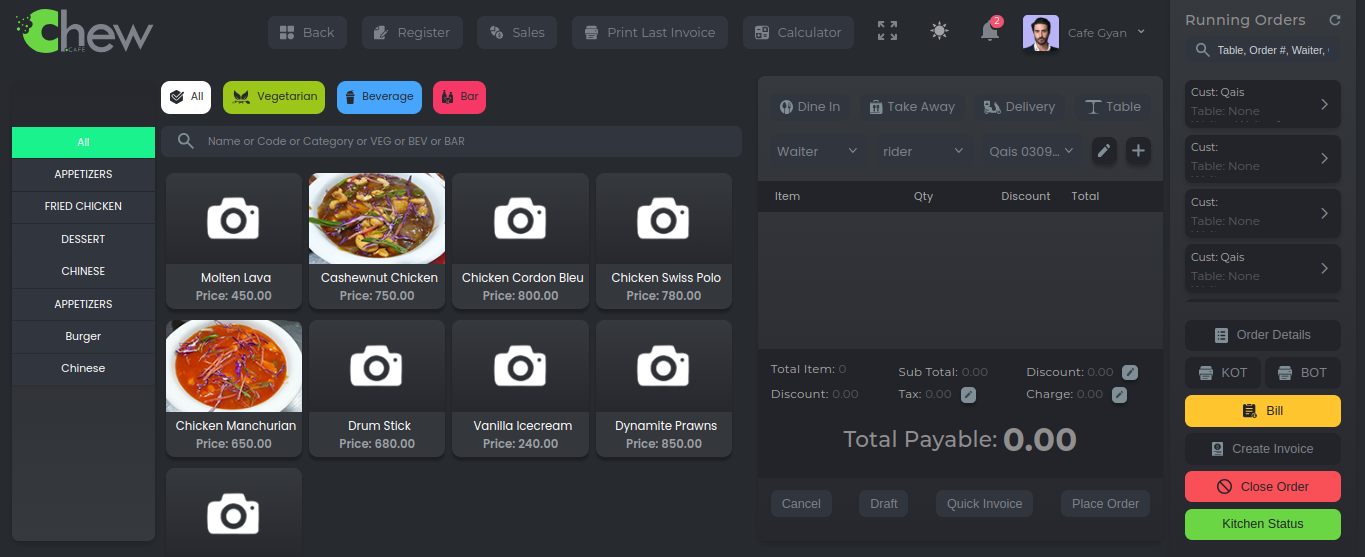 Chew
CAFE
Back
Register
Sales
Print Last Invoice
Calculator
2
Cafe Gyan
All
Vegetarian
Beverage
Bar
Name or Code or Category or VEG or BEV or BAR
All
APPETIZERS
FRIED CHICKEN
DESSERT
CHINESE
APPETIZERS
Burger
Chinese
Molten Lava
Price: 450.00
Cashewnut Chicken
Price: 750.00
Chicken Cordon Bleu
Price: 800.00
Chicken Swiss Polo
Price: 780.00
Chicken Manchurian
Price: 650.00
Drum Stick
Price: 680.00
Vanilla Icecream
Price: 240.00
Dynamite Prawns
Price: 850.00
Dine In
Take Away
Delivery
Table
Waiter
rider
Qais 0309...
Item Qty Discount Total
Total Item: 0
Sub Total: 0.00
Discount: 0.00
Discount: 0.00
Tax: 0.00
Charge: 0.00
Total Payable: 0.00
Cancel
Draft
Quick Invoice
Place Order
Running Orders
Table, Order #, Waiter,
Cust: Qais
Table: None
Cust:
Table: None
Cust:
Table: None
Cust: Qais
Table: None
Order Details
KOT
BOT
Bill
Create Invoice
Close Order
Kitchen Status